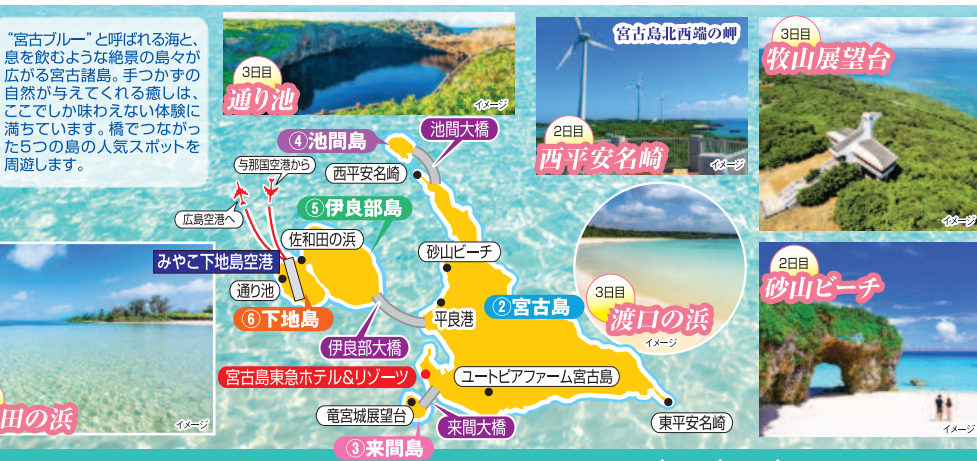 “宮古ブルー”と呼ばれる海と、
息を飲むような絶景の島々が
広がる宮古諸島。手つかずの
自然が与えてくれる癒しは、
ここでしか味わえない体験に
満ちています。橋でつながっ
た5つの島の人気スポットを
周遊します。
3日目
通り池
イメージ
宮古島北西端の岬
2日目
西平安名崎
イメージ
3日目
牧山展望台
イメージ
④池間島
池間大橋
西平安名崎
与那国空港から
広島空港へ
⑤伊良部島
佐和田の浜
みやこ下地島空港
通り池
⑥下地島
砂山ビーチ
②宮古島
平良港
伊良部大橋
宮古島東急ホテル&リゾーツ
ユートピアファーム宮古島
竜宮城展望台
来間大橋
③来間島
東平安名崎
3日目
渡口の浜
イメージ
2日目
砂山ビーチ
イメージ
田の浜
イメージ